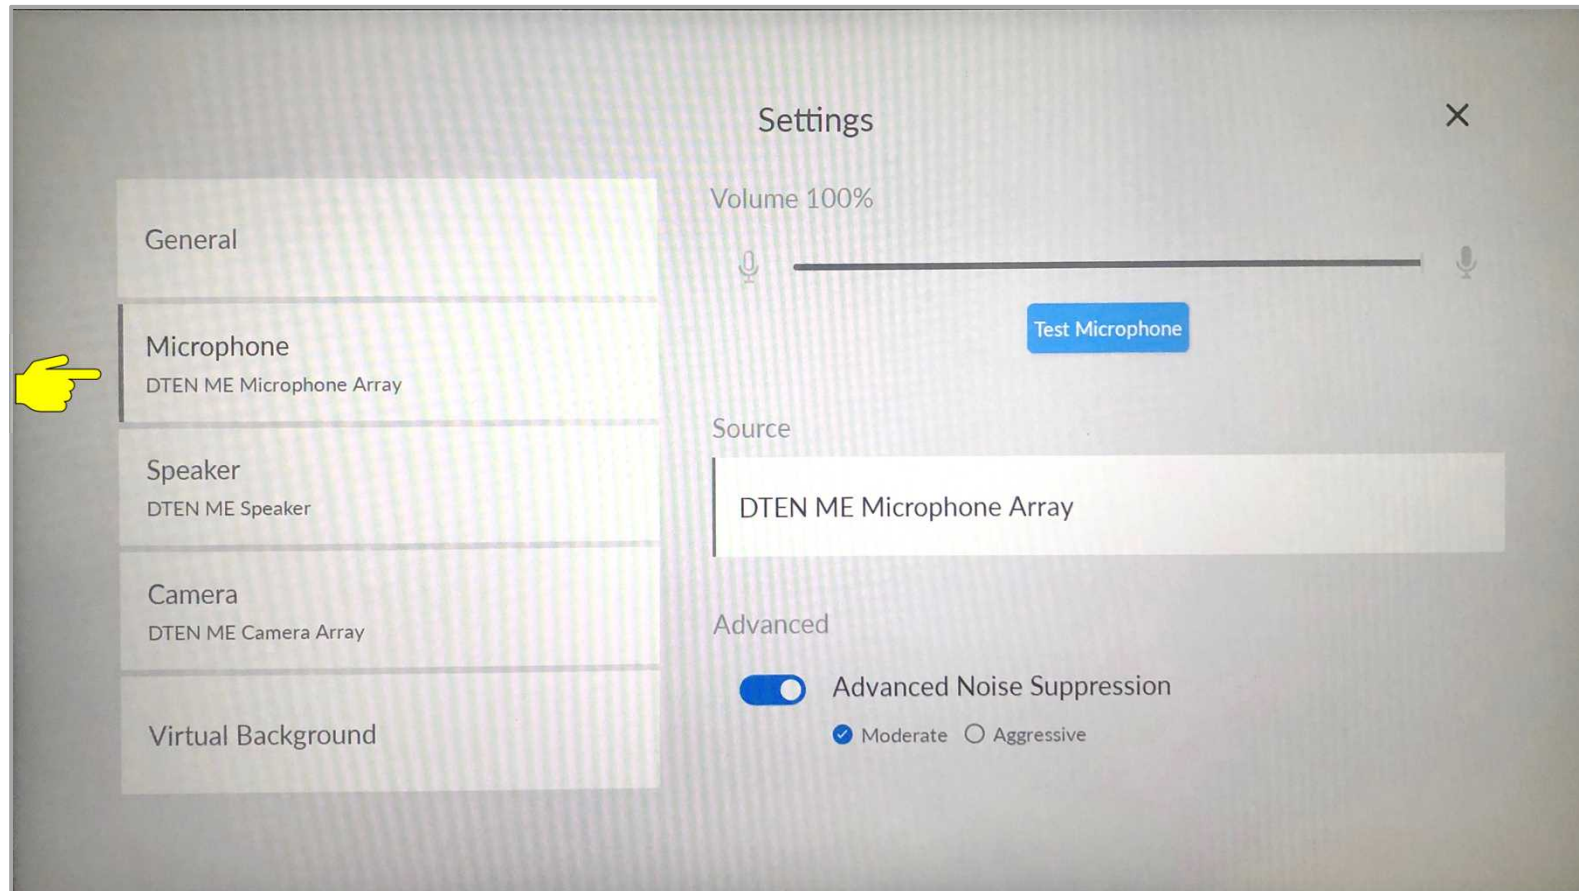 Settings
General
Microphone
DTEN ME Microphone Array
Speaker
DTEN ME Speaker
Camera
DTEN ME Camera Array
Virtual Background
Volume 100%
Test Microphone
Source
DTEN ME Microphone Array
Advanced
Advanced Noise Suppression
Moderate Aggressive